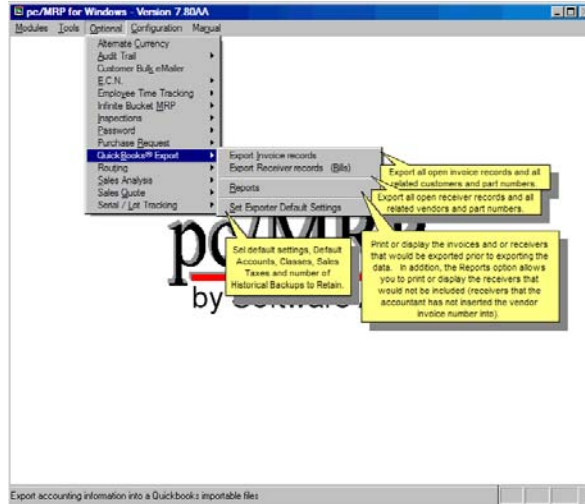 pc/MRP for Windows - Version 7.80AA
Modules Tools Optional Configuration Manual
Alternate Currency
Audit Trail
Customer Bulk eMailer
E.C.N.
Employee Time Tracking
Infinite Bucket MRP
Inspections
Password
Purchase Request
QuickBooks® Export
Routing
Sales Analysis
Sales Quote
Serial / Lot Tracking
Export Invoice records
Export Receiver records (Bills)
Reports
Set Exporter Default Settings
Export all open invoice records and all
related customers and part numbers.
Export all open receiver records and all
related vendors and part numbers.
Set default settings, Default
Accounts, Classes, Sales
Taxes and number of
Historical Backups to Retain.
Print or display the invoices and or receivers
that would be exported prior to exporting the
data. In addition, the Reports option allows
you to print or display the receivers that
would not be included (receivers that the
accountant has not inserted the vendor
invoice number into).
pc/MRP
by Software
Export accounting information into a Quickbooks importable files